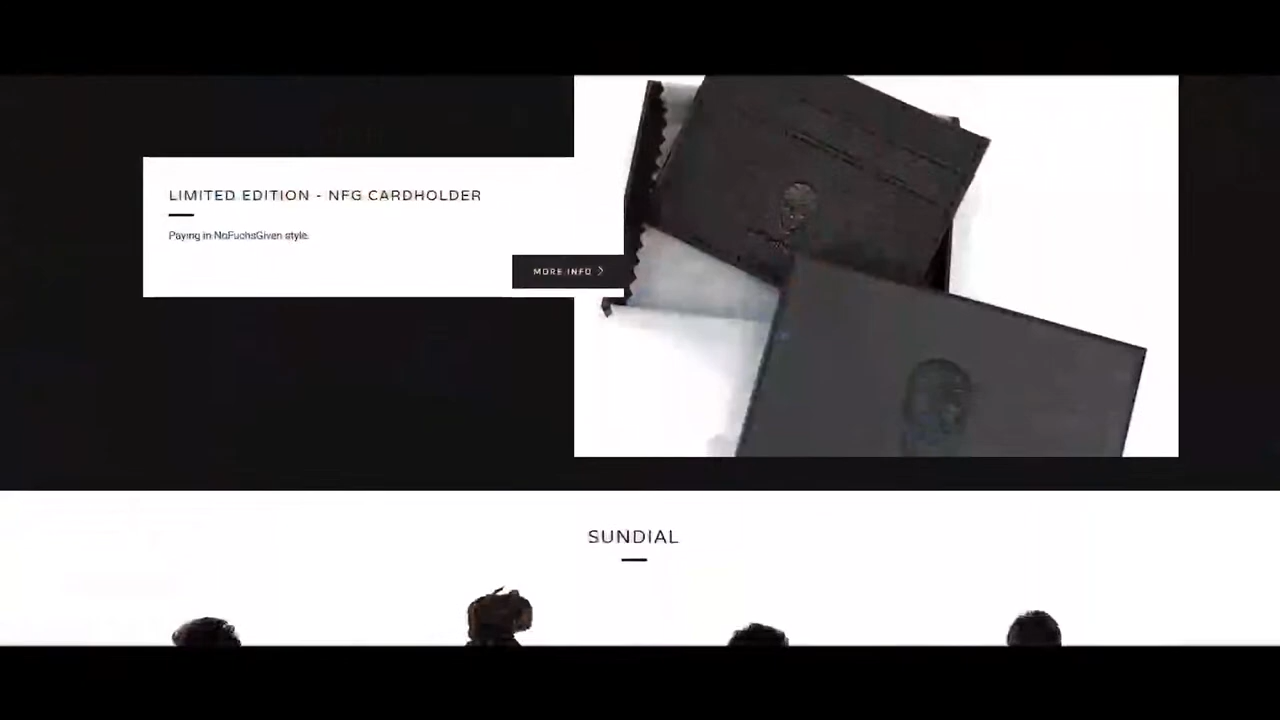 LIMITED EDITION - NFG CARDHOLDER
Paying in NoFuchsGiven style.
MORE INFO
SUNDIAL